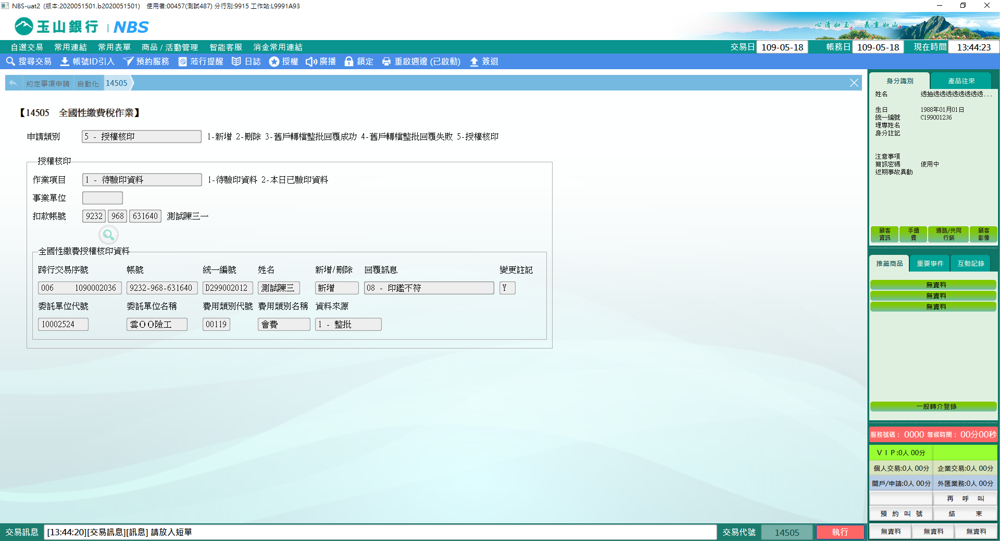 NBS-uat2 (版本:2020051501.b2020051501) 使用者:00457(測試487) 分行別:9915 工作站:L9991A93
玉山銀行 | NBS
心清如玉 義重如山
自選交易 常用連結 常用表單 商品 / 活動管理 智能客服 消金常用連結
交易日 109-05-18 帳務日 109-05-18 現在時間 13:44:23
搜尋交易 帳號ID引入 預約服務 蒞行提醒 日誌 授權 廣播 鎖定 重啟週邊 (已啟動) 簽退
約定事項申請 自動化 14505
【14505 全國性繳費稅作業】
申請類別 5 - 授權核印 1-新增 2-刪除 3-舊戶轉檔整批回覆成功 4-舊戶轉檔整批回覆失敗 5-授權核印
授權核印
作業項目 1 - 待驗印資料 1-待驗印資料 2-本日已驗印資料
事業單位
扣款帳號 9232 968 631640 測試陳三一
全國性繳費授權核印資料
跨行交易序號 帳號 統一編號 姓名 新增/刪除 回覆訊息 變更註記
006 1090002036 9232-968-631640 D299002012 測試陳三 新增 08 - 印鑑不符 Y
委託單位代號 委託單位名稱 費用類別代號 費用類別名稱 資料來源
10002524 雲ＯＯ險工 00119 會費 1 - 整批
身分識別 產品往來
姓名 透抽透透透透透透透透...
生日 1988年01月01日
統一編號 C199001236
理專姓名
身分註記
注意事項
簡訊密碼 使用中
近期事故異動
顧客資訊 手續費 通路/共同行銷 顧客影像
推薦商品 重要事件 互動記錄
無資料
無資料
無資料
一般轉介登錄
服務號碼： 0000 等候時間： 00分00秒
ＶＩＰ:0人 00分
個人交易:0人 00分 企業交易:0人 00分
開戶/申請:0人 00分 外匯業務:0人 00分
再 呼 叫
預 約 叫 號 結 束
無資料 無資料 無資料
交易訊息 [13:44:20][交易訊息][訊息] 請放入短單 交易代號 14505 執行